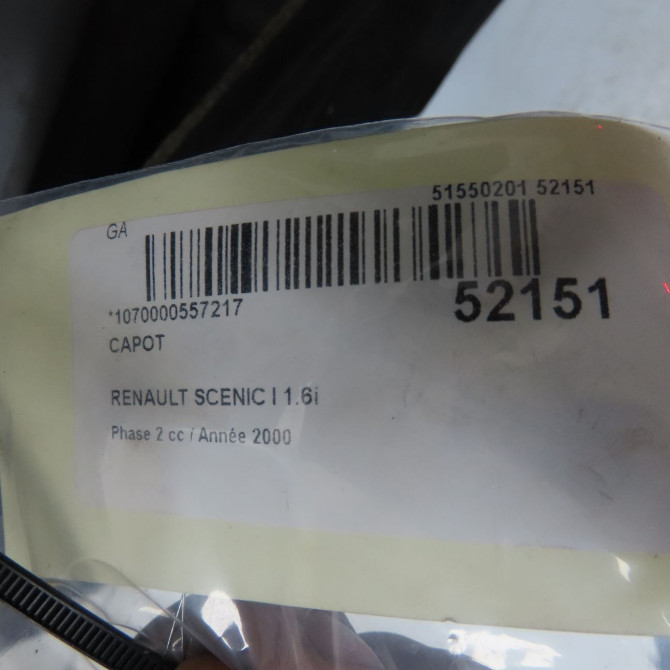 51550201 52151
GA
*1070000557217
52151
CAPOT
RENAULT SCENIC I 1.6i
Phase 2 cc / Année 2000